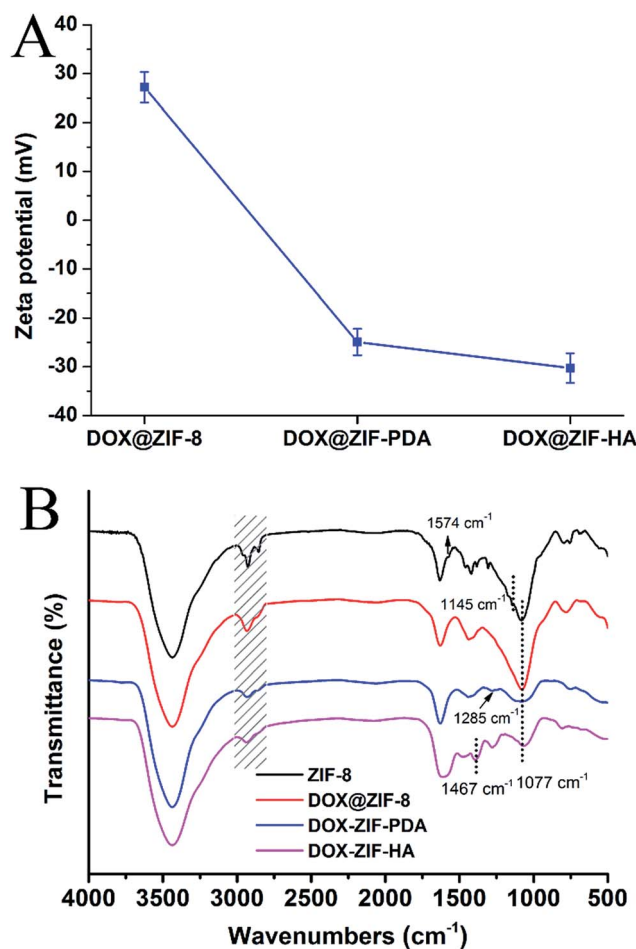 A
Zeta potential (mV)
40
30
20
10
0
-10
-20
-30
-40
DOX@ZIF-8 DOX@ZIF-PDA DOX@ZIF-HA
B
Transmittance (%)
1574 cm⁻¹
1145 cm⁻¹
1285 cm⁻¹
1467 cm⁻¹ 1077 cm⁻¹
ZIF-8
DOX@ZIF-8
DOX-ZIF-PDA
DOX-ZIF-HA
4000 3500 3000 2500 2000 1500 1000 500
Wavenumbers (cm⁻¹)